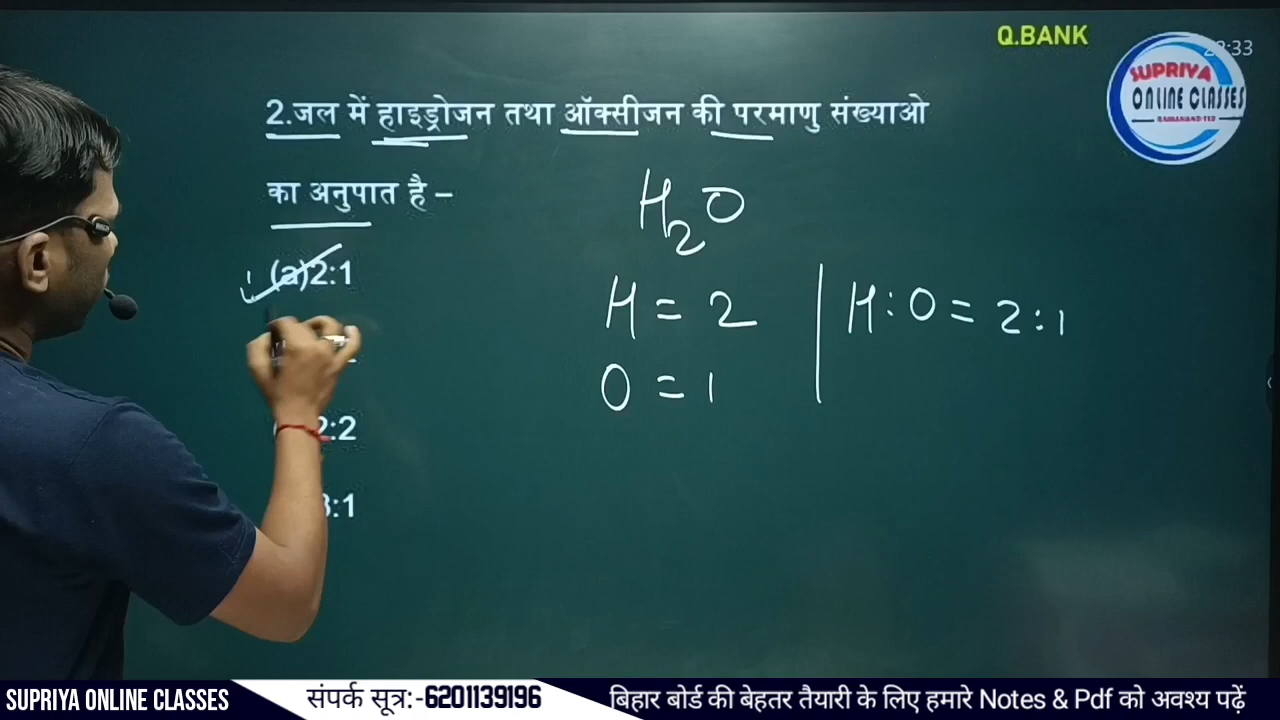 Q.BANK
:33
SUPRIYA
ONLINE CLASSES
2.जल में हाइड्रोजन तथा ऑक्सीजन की परमाणु संख्याओ
का अनुपात है –
H2O
(a)2:1
H = 2
H:O = 2:1
O = 1
2:2
:1
SUPRIYA ONLINE CLASSES
संपर्क सूत्र:-6201139196
बिहार बोर्ड की बेहतर तैयारी के लिए हमारे Notes & Pdf को अवश्य पढ़ें